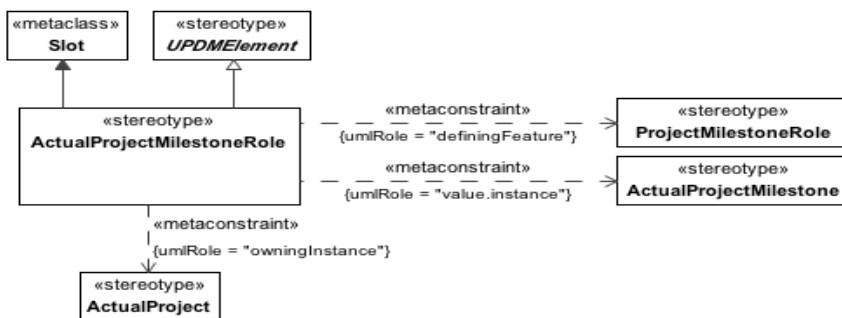 «metaclass»
Slot
«stereotype»
UPDMElement
«stereotype»
ActualProjectMilestoneRole
«metaconstraint»
{umlRole = "definingFeature"}
«stereotype»
ProjectMilestoneRole
«metaconstraint»
{umlRole = "value.instance"}
«stereotype»
ActualProjectMilestone
«metaconstraint»
{umlRole = "owningInstance"}
«stereotype»
ActualProject